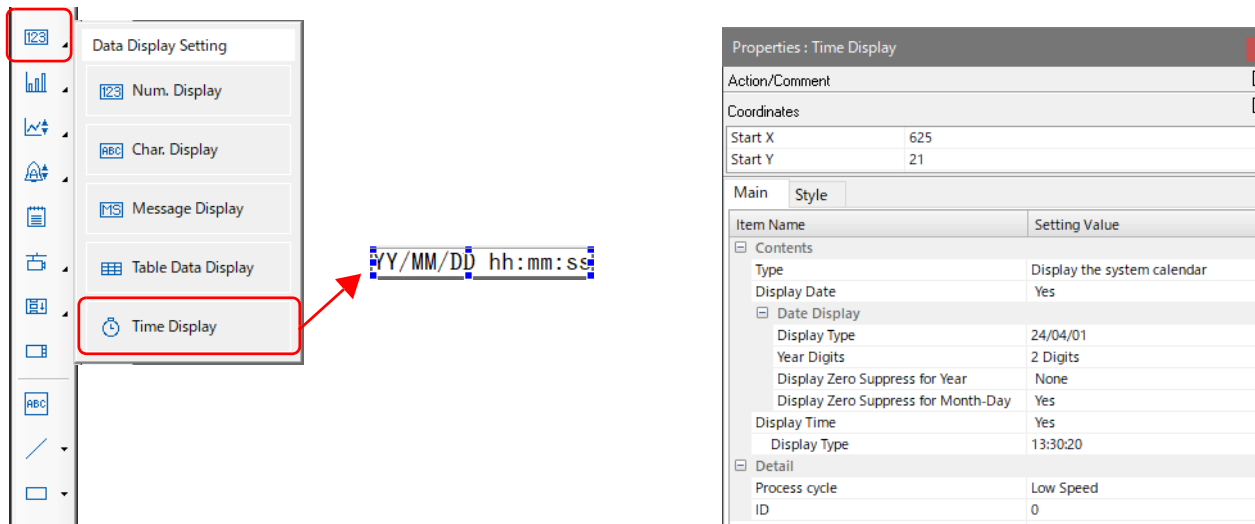 123
Data Display Setting
123 Num. Display
ABC Char. Display
MS Message Display
Table Data Display
Time Display
ABC
YY/MM/DD hh:mm:ss
Properties : Time Display
Action/Comment
Coordinates
Start X 625
Start Y 21
Main Style
Item Name Setting Value
Contents
Type Display the system calendar
Display Date Yes
Date Display
Display Type 24/04/01
Year Digits 2 Digits
Display Zero Suppress for Year None
Display Zero Suppress for Month-Day Yes
Display Time Yes
Display Type 13:30:20
Detail
Process cycle Low Speed
ID 0